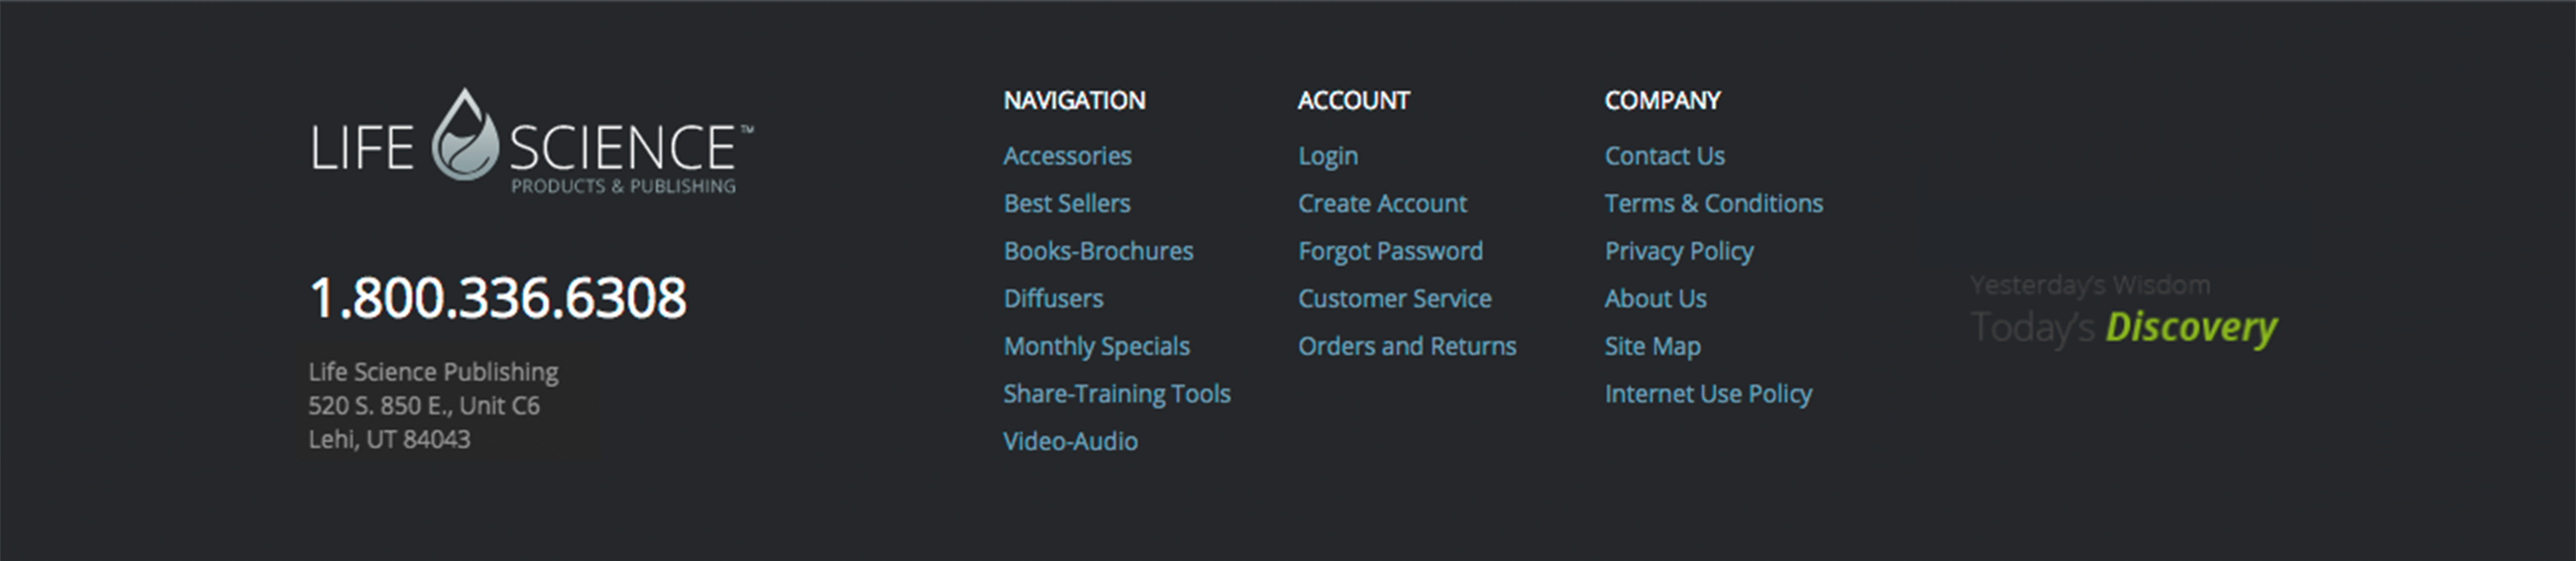 LIFE SCIENCE™
PRODUCTS & PUBLISHING
1.800.336.6308
Life Science Publishing
520 S. 850 E., Unit C6
Lehi, UT 84043
NAVIGATION
Accessories
Best Sellers
Books-Brochures
Diffusers
Monthly Specials
Share-Training Tools
Video-Audio
ACCOUNT
Login
Create Account
Forgot Password
Customer Service
Orders and Returns
COMPANY
Contact Us
Terms & Conditions
Privacy Policy
About Us
Site Map
Internet Use Policy
Yesterday's Wisdom
Today's Discovery